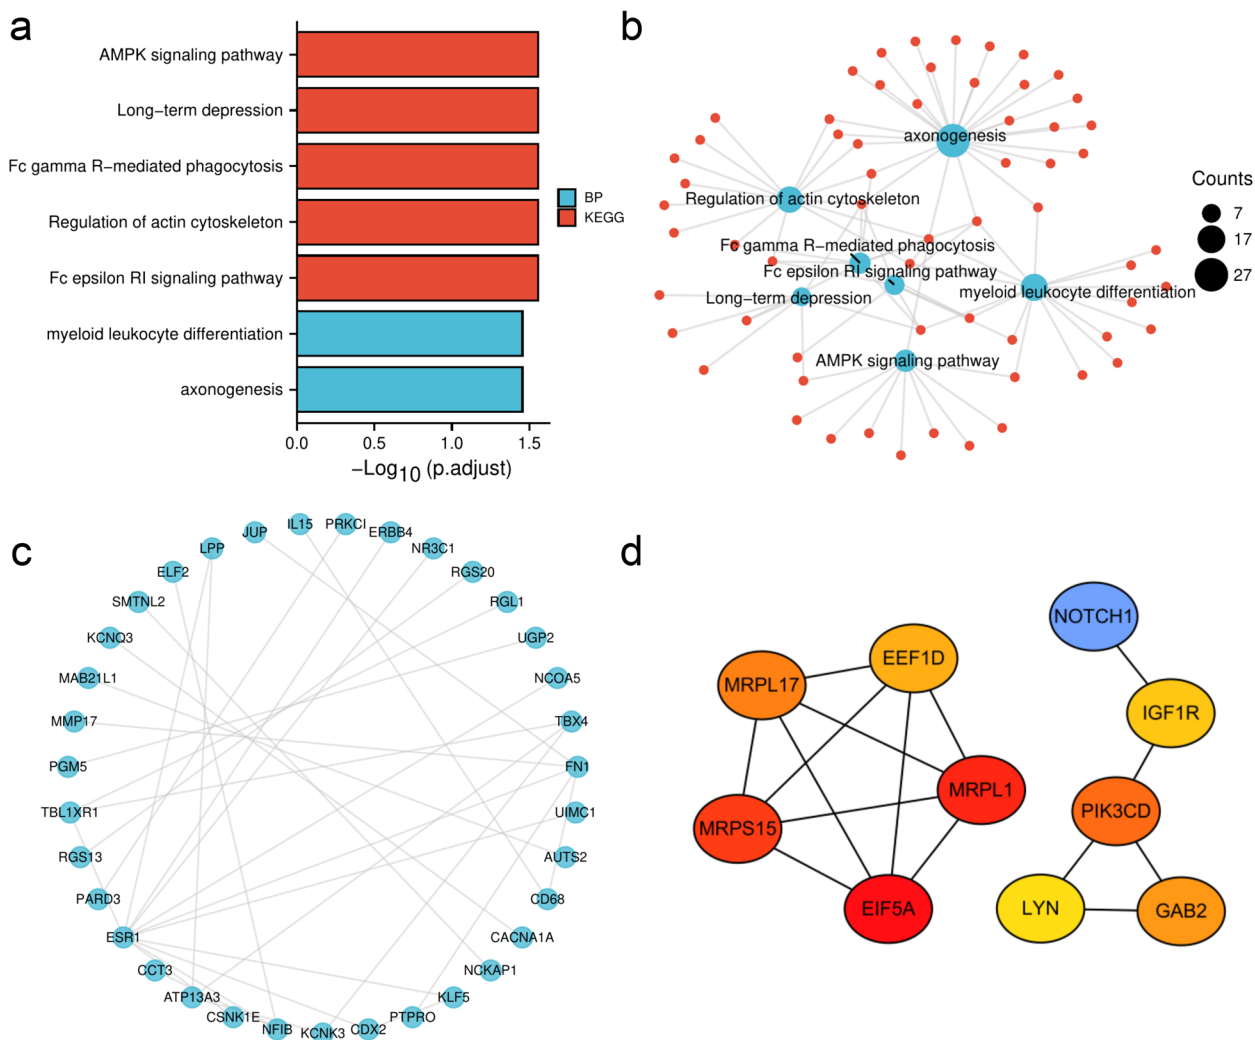 a
AMPK signaling pathway
Long−term depression
Fc gamma R−mediated phagocytosis
Regulation of actin cytoskeleton
Fc epsilon RI signaling pathway
myeloid leukocyte differentiation
axonogenesis
0.0 0.5 1.0 1.5
−Log10 (p.adjust)
BP
KEGG
b
axonogenesis
Regulation of actin cytoskeleton
Fc gamma R−mediated phagocytosis
Fc epsilon RI signaling pathway
Long−term depression
myeloid leukocyte differentiation
AMPK signaling pathway
Counts
7
17
27
c
IL15
PRKCI
ERBB4
NR3C1
RGS20
RGL1
UGP2
NCOA5
TBX4
FN1
UIMC1
AUTS2
CD68
CACNA1A
NCKAP1
KLF5
PTPRO
CDX2
KCNK3
NFIB
CSNK1E
ATP13A3
CCT3
ESR1
PARD3
RGS13
TBL1XR1
PGM5
MMP17
MAB21L1
KCNQ3
SMTNL2
ELF2
LPP
JUP
d
EEF1D
MRPL17
MRPL1
MRPS15
EIF5A
NOTCH1
IGF1R
PIK3CD
LYN
GAB2